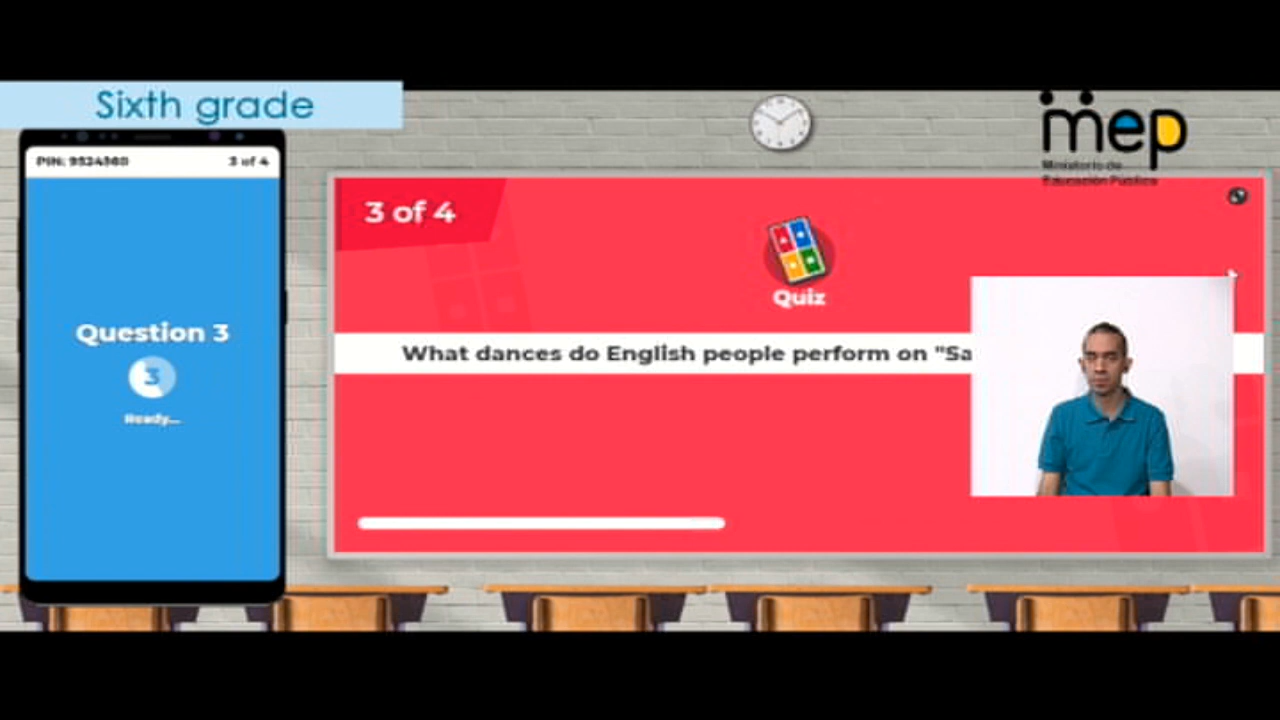 Sixth grade
mep
Ministerio de
Educación Pública
PIN: 9524560 3 of 4
3 of 4
Quiz
Question 3
What dances do English people perform on "Sa
3
Ready...